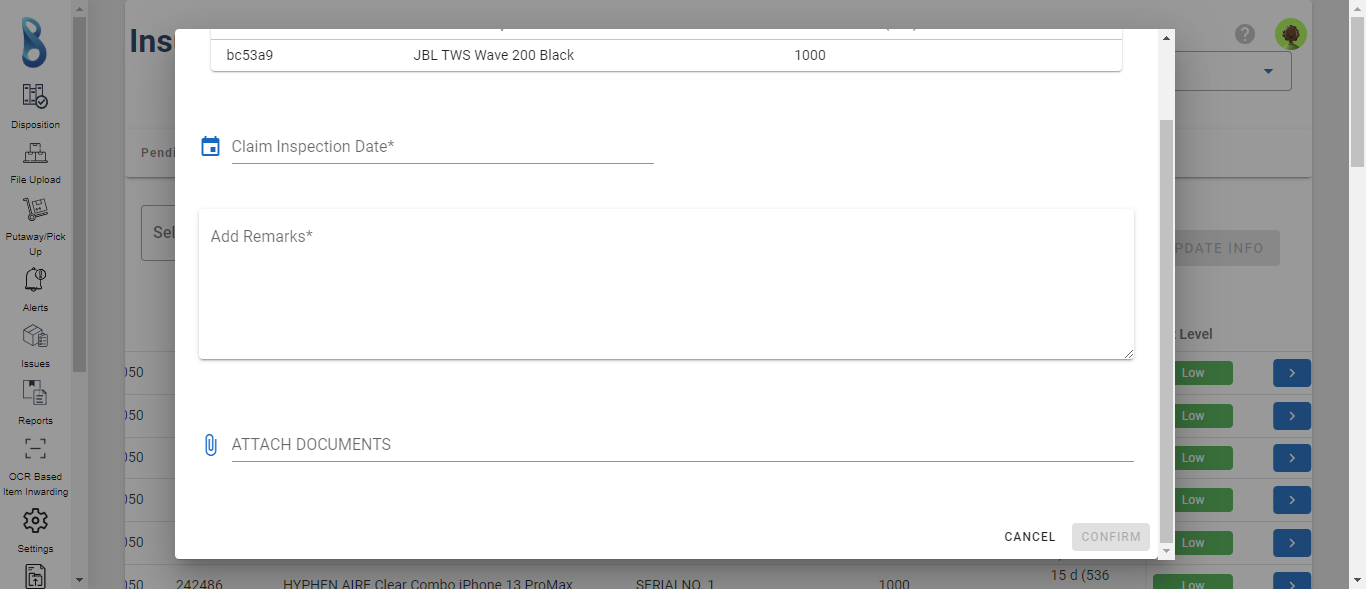 Ins
bc53a9 JBL TWS Wave 200 Black 1000
Disposition
Claim Inspection Date*
Pendi
File Upload
Add Remarks*
Sel
Putaway/Pick
Up
PDATE INFO
Alerts
Level
Issues
050 Low
Reports
050 Low
ATTACH DOCUMENTS
050 Low
OCR Based
Item Inwarding
050 Low
CANCEL CONFIRM
050 Low
Settings
050 242486 HYPHEN AIRE Clear Combo iPhone 13 ProMax SERIAL NO. 1 1000 15 d (536 Low